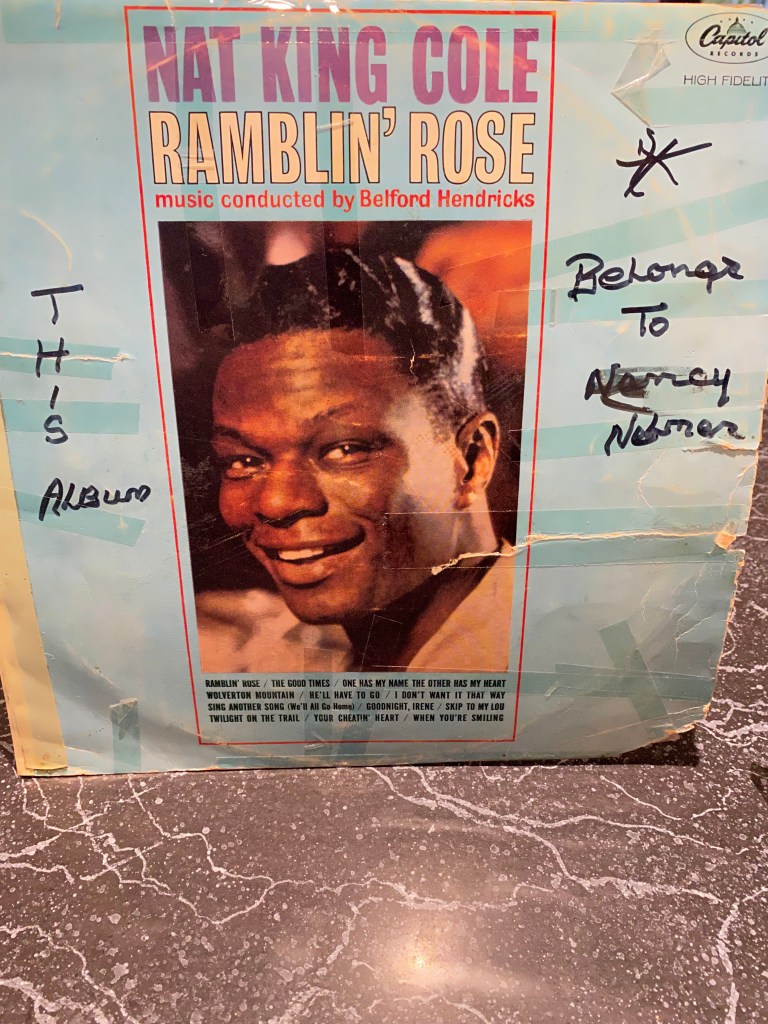 NAT KING COLE
RAMBLIN' ROSE
music conducted by Belford Hendricks
Capitol
RECORDS
HIGH FIDELIT
THIS
ALBUM
Belongs
To
Nancy
RAMBLIN' ROSE / THE GOOD TIMES / ONE HAS MY NAME THE OTHER HAS MY HEART
WOLVERTON MOUNTAIN / HE'LL HAVE TO GO / I DON'T WANT IT THAT WAY
SING ANOTHER SONG (We'll All Go Home) / GOODNIGHT, IRENE / SKIP TO MY LOU
TWILIGHT ON THE TRAIL / YOUR CHEATIN' HEART / WHEN YOU'RE SMILING